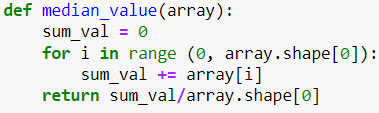 def median_value(array):
    sum_val = 0
    for i in range (0, array.shape[0]):
        sum_val += array[i]
    return sum_val/array.shape[0]